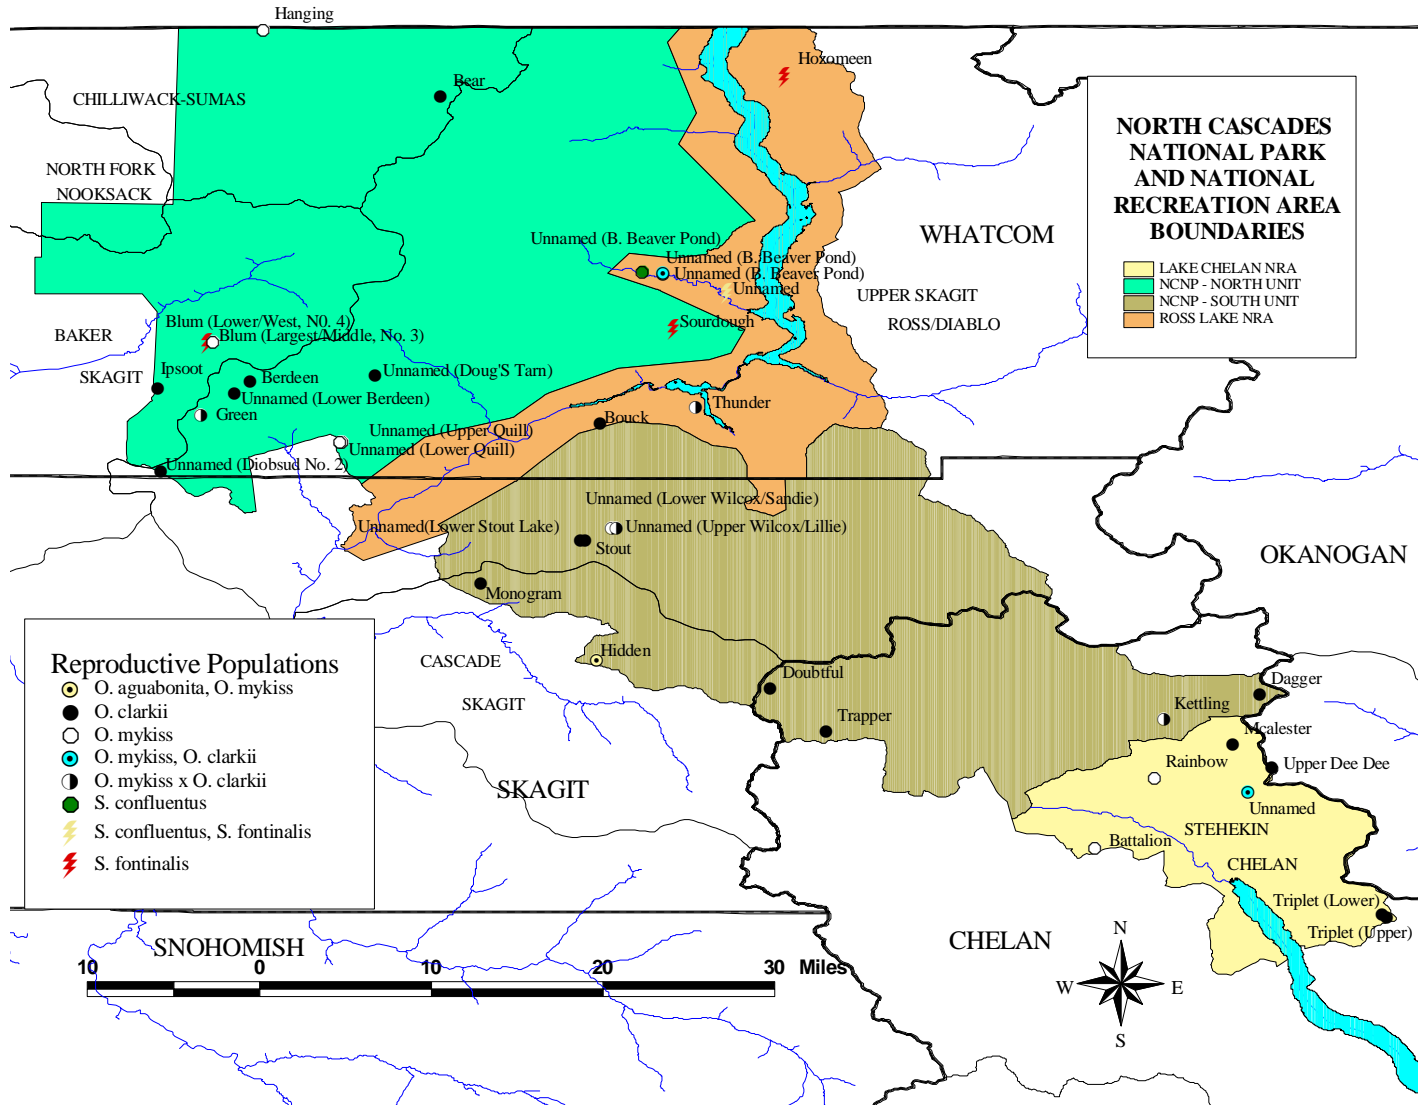 Hanging
Hozomeen
Bear
CHILLIWACK-SUMAS
NORTH CASCADES
NATIONAL PARK
AND NATIONAL
RECREATION AREA
BOUNDARIES
LAKE CHELAN NRA
NCNP - NORTH UNIT
NCNP - SOUTH UNIT
ROSS LAKE NRA
NORTH FORK
NOOKSACK
WHATCOM
Unnamed (B. Beaver Pond)
Unnamed (B. Beaver Pond)
Unnamed (B. Beaver Pond)
Unnamed
UPPER SKAGIT
ROSS/DIABLO
Sourdough
BAKER
Blum (Lower/West, N0. 4)
Blum (Largest/Middle, No. 3)
SKAGIT
Ipsoot
Berdeen
Unnamed (Doug'S Tarn)
Unnamed (Lower Berdeen)
Green
Thunder
Bouck
Unnamed (Upper Quill)
Unnamed (Lower Quill)
Unnamed (Diobsud No. 2)
Unnamed (Lower Wilcox/Sandie)
Unnamed(Lower Stout Lake)
Unnamed (Upper Wilcox/Lillie)
Stout
OKANOGAN
Monogram
Hidden
CASCADE
SKAGIT
Doubtful
Dagger
Kettling
Trapper
Mcalester
Rainbow
Upper Dee Dee
Unnamed
STEHEKIN
Battalion
CHELAN
Triplet (Lower)
Triplet (Upper)
Reproductive Populations
O. aguabonita, O. mykiss
O. clarkii
O. mykiss
O. mykiss, O. clarkii
O. mykiss x O. clarkii
S. confluentus
S. confluentus, S. fontinalis
S. fontinalis
SKAGIT
SNOHOMISH
CHELAN
10 0 10 20 30 Miles
N
W E
S